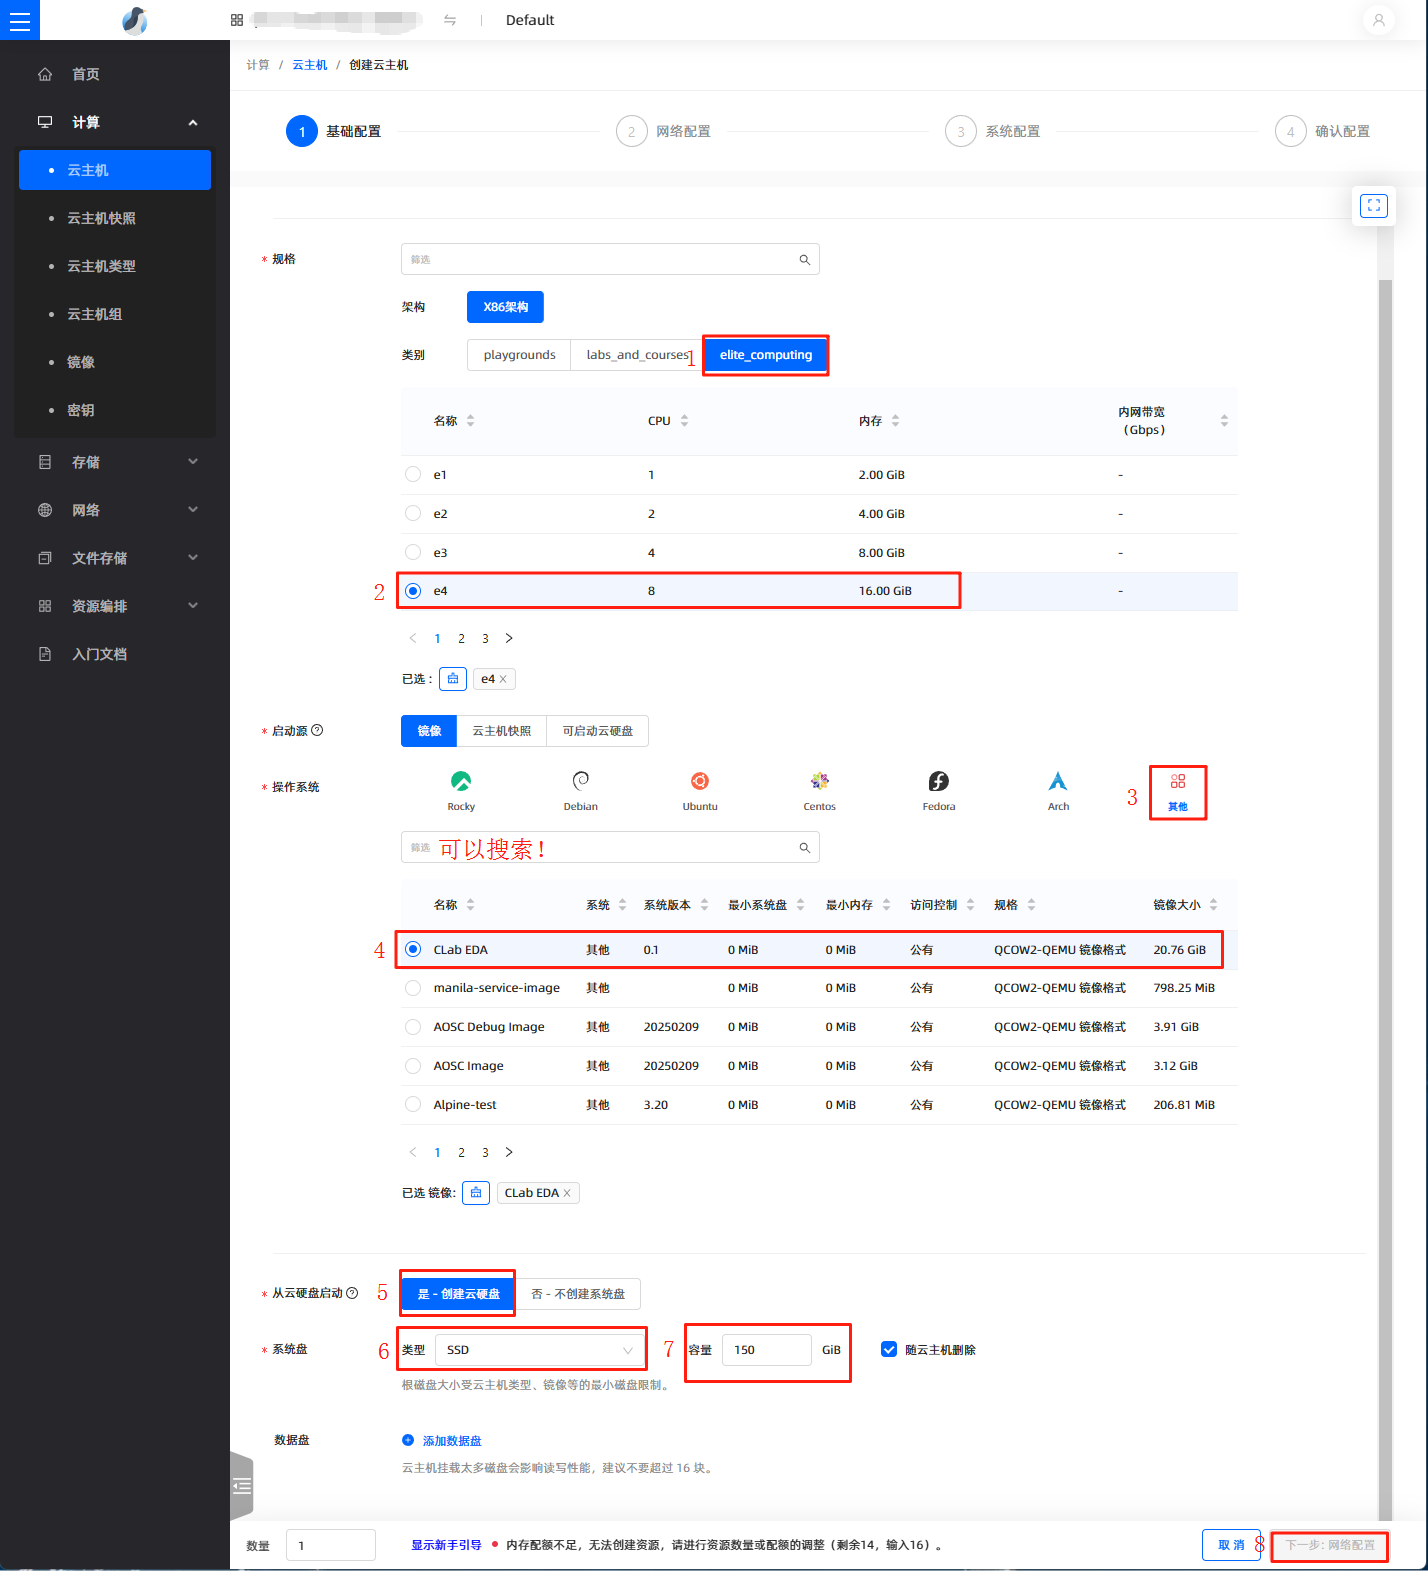 Default
首页
计算
云主机
云主机快照
云主机类型
云主机组
镜像
密钥
存储
网络
文件存储
资源编排
入门文档
计算 / 云主机 / 创建云主机
1 基础配置 2 网络配置 3 系统配置 4 确认配置
* 规格 筛选
架构 X86架构
类别 playgrounds labs_and_courses 1 elite_computing
名称 CPU 内存 内网带宽
（Gbps）
e1 1 2.00 GiB -
e2 2 4.00 GiB -
e3 4 8.00 GiB -
2 e4 8 16.00 GiB -
< 1 2 3 >
已选： e4 ×
* 启动源 ? 镜像 云主机快照 可启动云硬盘
* 操作系统
Rocky Debian Ubuntu Centos Fedora Arch 3 其他
筛选 可以搜索！
名称 系统 系统版本 最小系统盘 最小内存 访问控制 规格 镜像大小
4 CLab EDA 其他 0.1 0 MiB 0 MiB 公有 QCOW2-QEMU 镜像格式 20.76 GiB
manila-service-image 其他 0 MiB 0 MiB 公有 QCOW2-QEMU 镜像格式 798.25 MiB
AOSC Debug Image 其他 20250209 0 MiB 0 MiB 公有 QCOW2-QEMU 镜像格式 3.91 GiB
AOSC Image 其他 20250209 0 MiB 0 MiB 公有 QCOW2-QEMU 镜像格式 3.12 GiB
Alpine-test 其他 3.20 0 MiB 0 MiB 公有 QCOW2-QEMU 镜像格式 206.81 MiB
< 1 2 3 >
已选 镜像: CLab EDA ×
* 从云硬盘启动 ? 5 是 - 创建云硬盘 否 - 不创建系统盘
* 系统盘 6 类型 SSD 7 容量 150 GiB 随云主机删除
根磁盘大小受云主机类型、镜像等的最小磁盘限制。
数据盘 添加数据盘
云主机挂载太多磁盘会影响读写性能，建议不要超过 16 块。
数量 1 显示新手引导 内存配额不足，无法创建资源，请进行资源数量或配额的调整（剩余14，输入16）。 取 消 8 下一步: 网络配置